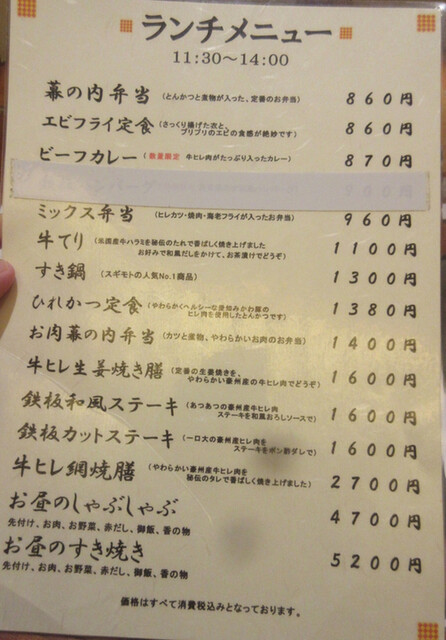 ランチメニュー
11:30〜14:00
幕の内弁当 (とんかつと産物が入った、定番のお弁当) 860円
エビフライ定食 (さっくり揚げた衣と、 860円
プリプリのエビの食感が絶妙です)
ビーフカレー (数量限定 牛ヒレ肉がたっぷり入ったカレー) 870円
ミックス弁当 (ヒレカツ・焼肉・海老フライが入ったお弁当) 960円
牛てり (米国産牛ハラミを秘伝のたれで香ばしく焼き上げました 1100円
お好みで和風だしをかけて、お茶漬けでどうぞ)
すき鍋 (スギモトの人気No.1商品) 1300円
ひれかつ定食 (やわらかくヘルシーな愛知みかわ豚の 1380円
ヒレ肉を使用したとんかつです)
お肉幕の内弁当 (カツと産物、やわらかいお肉のお弁当) 1400円
牛ヒレ生姜焼き膳 (定番の生姜焼きを、 1600円
やわらかい豪州産の牛ヒレ肉でどうぞ)
鉄板和風ステーキ (あつあつの豪州産牛ヒレ肉 1600円
ステーキを和風おろしソースで)
鉄板カットステーキ (一口大の豪州産ヒレ肉を 1600円
ステーキをポン酢ダレで)
牛ヒレ網焼膳 (やわらかい豪州産牛ヒレ肉を 2700円
秘伝のタレで香ばしく焼き上げました)
お昼のしゃぶしゃぶ 4700円
先付け、お肉、お野菜、赤だし、御飯、香の物
お昼のすき焼き 5200円
先付け、お肉、お野菜、赤だし、御飯、香の物
価格はすべて消費税込みとなっております。